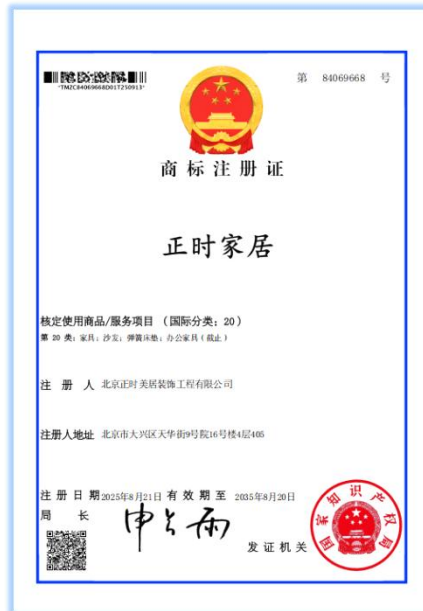 *TMZC84069668D01T250913*
第 84069668 号
商标注册证
正时家居
核定使用商品/服务项目 （国际分类：20）
第 20 类：家具；沙发；弹簧床垫；办公家具（截止）
注 册 人 北京正时美居装饰工程有限公司
注册人地址 北京市大兴区天华街9号院16号楼4层405
注 册 日 期 2025年8月21日 有 效 期 至 2035年8月20日
局 长 申长雨
发 证 机 关
国家知识产权局